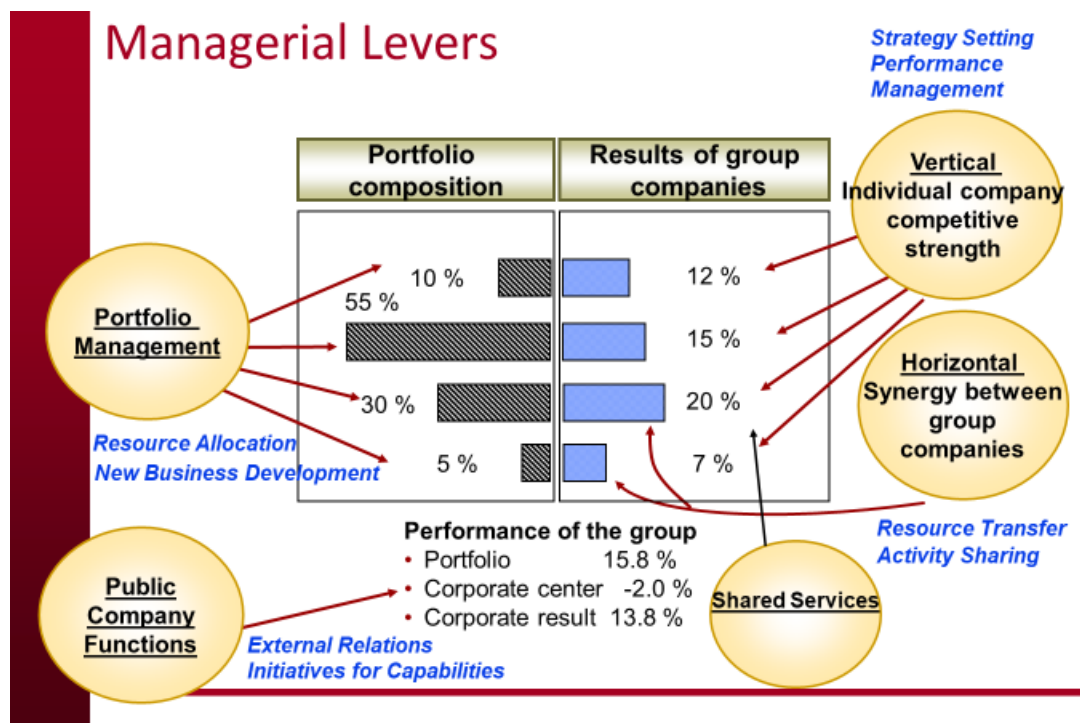 Managerial Levers
Strategy Setting
Performance
Management
Portfolio
composition
Results of group
companies
Vertical
Individual company
competitive
strength
10 %
12 %
55 %
15 %
30 %
20 %
5 %
7 %
Portfolio
Management
Resource Allocation
New Business Development
Horizontal
Synergy between
group
companies
Resource Transfer
Activity Sharing
Performance of the group
• Portfolio 15.8 %
• Corporate center -2.0 %
• Corporate result 13.8 %
Public
Company
Functions
External Relations
Initiatives for Capabilities
Shared Services